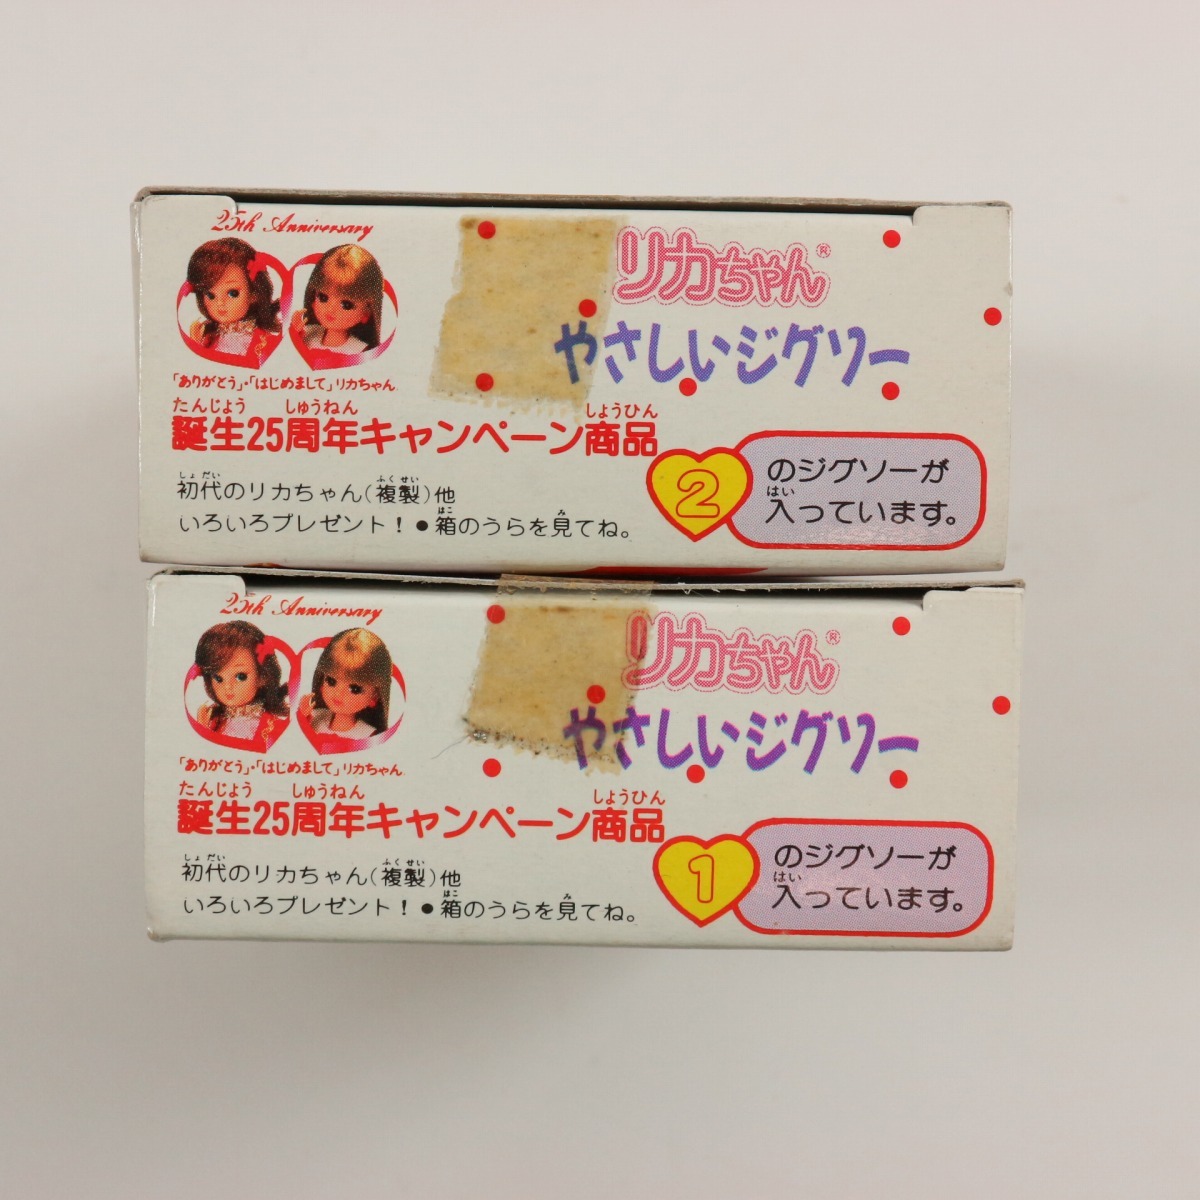 25th Anniversary
リカちゃん®
やさしいジグソー
「ありがとう」・「はじめまして」リカちゃん
たんじょう しゅうねん しょうひん
誕生25周年キャンペーン商品
しょだい ふくせい
初代のリカちゃん(複製)他
はこ み
いろいろプレゼント!●箱のうらを見てね。
2
のジグソーが
はい
入っています。
25th Anniversary
リカちゃん®
やさしいジグソー
「ありがとう」・「はじめまして」リカちゃん
たんじょう しゅうねん しょうひん
誕生25周年キャンペーン商品
しょだい ふくせい
初代のリカちゃん(複製)他
はこ み
いろいろプレゼント!●箱のうらを見てね。
1
のジグソーが
はい
入っています。